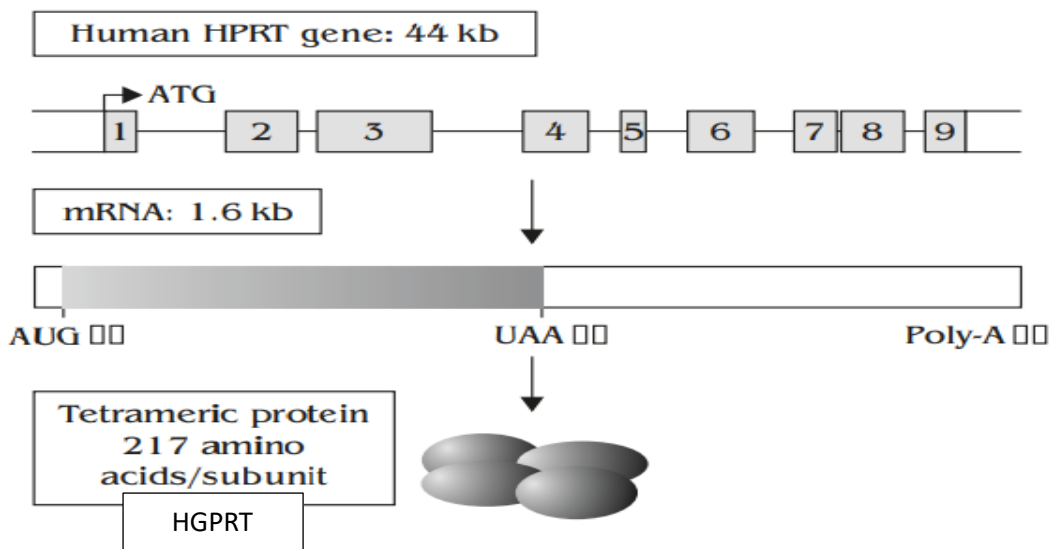 Human HPRT gene: 44 kb
ATG
1 2 3 4 5 6 7 8 9
mRNA: 1.6 kb
AUG □□ UAA □□ Poly-A □□
Tetrameric protein
217 amino
acids/subunit
HGPRT